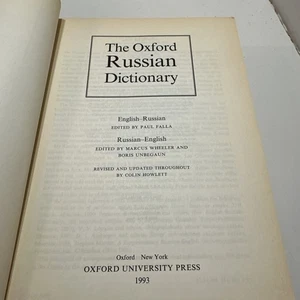 The Oxford
Russian
Dictionary
English–Russian
EDITED BY PAUL FALLA
Russian–English
EDITED BY MARCUS WHEELER AND
BORIS UNBEGAUN
REVISED AND UPDATED THROUGHOUT
BY COLIN HOWLETT
Oxford New York
OXFORD UNIVERSITY PRESS
1993